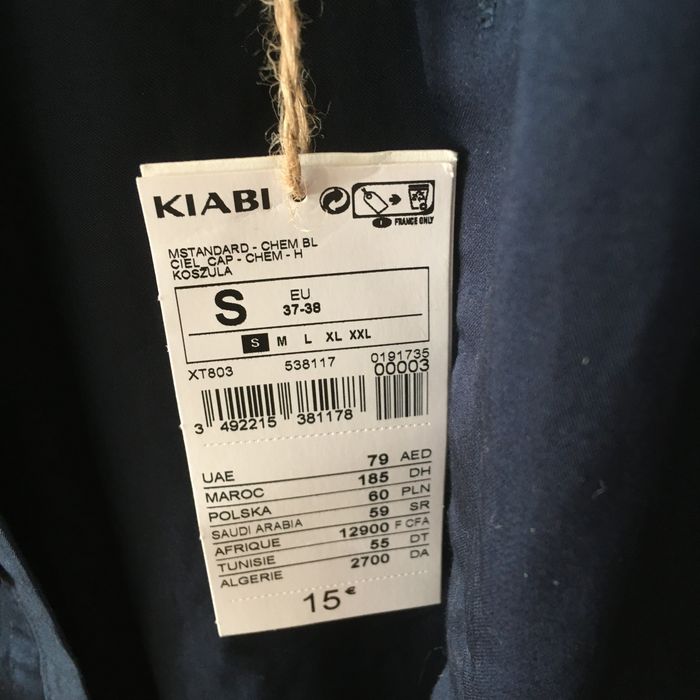 KIABI
FRANCE ONLY
MSTANDARD - CHEM BL
CIEL_CAP - CHEM - H
KOSZULA
S EU
37-38
S M L XL XXL
XT803 538117 0191735
00003
3 492215 381178
UAE 79 AED
MAROC 185 DH
POLSKA 60 PLN
SAUDI ARABIA 59 SR
AFRIQUE 12900 F CFA
TUNISIE 55 DT
ALGERIE 2700 DA
15 €